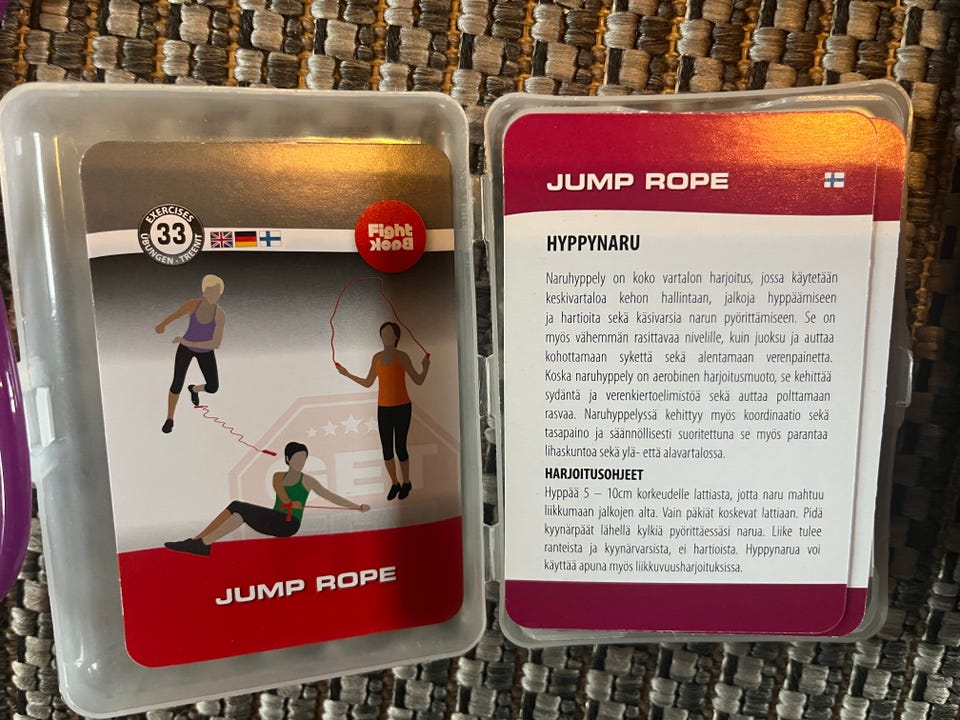 EXERCISES
33
ÜBUNGEN · TREENIT
Fight
Back
GET
JUMP ROPE
JUMP ROPE
HYPPYNARU
Naruhyppely on koko vartalon harjoitus, jossa käytetään
keskivartaloa kehon hallintaan, jalkoja hyppäämiseen
ja hartioita sekä käsivarsia narun pyörittämiseen. Se on
myös vähemmän rasittavaa nivelille, kuin juoksu ja auttaa
kohottamaan sykettä sekä alentamaan verenpainetta.
Koska naruhyppely on aerobinen harjoitusmuoto, se kehittää
sydäntä ja verenkiertoelimistöä sekä auttaa polttamaan
rasvaa. Naruhyppelyssä kehittyy myös koordinaatio sekä
tasapaino ja säännöllisesti suoritettuna se myös parantaa
lihaskuntoa sekä ylä- että alavartalossa.
HARJOITUSOHJEET
Hyppää 5 – 10cm korkeudelle lattiasta, jotta naru mahtuu
liikkumaan jalkojen alta. Vain päkiät koskevat lattiaan. Pidä
kyynärpäät lähellä kylkiä pyörittäessäsi narua. Liike tulee
ranteista ja kyynärvarsista, ei hartioista. Hyppynarua voi
käyttää apuna myös liikkuvuusharjoituksissa.